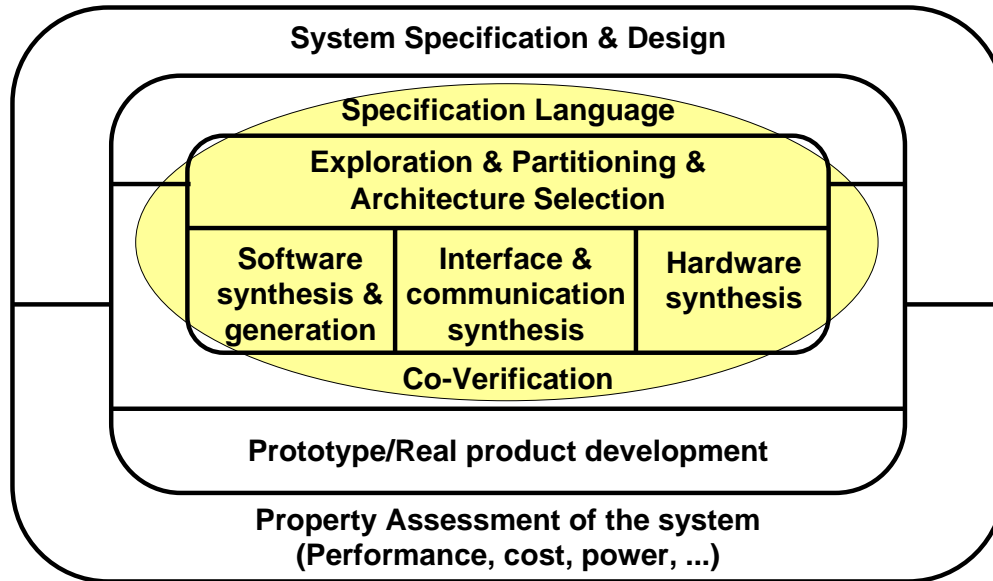 System Specification & Design
Specification Language
Exploration & Partitioning &
Architecture Selection
Software
synthesis &
generation
Interface &
communication
synthesis
Hardware
synthesis
Co-Verification
Prototype/Real product development
Property Assessment of the system
(Performance, cost, power, ...)